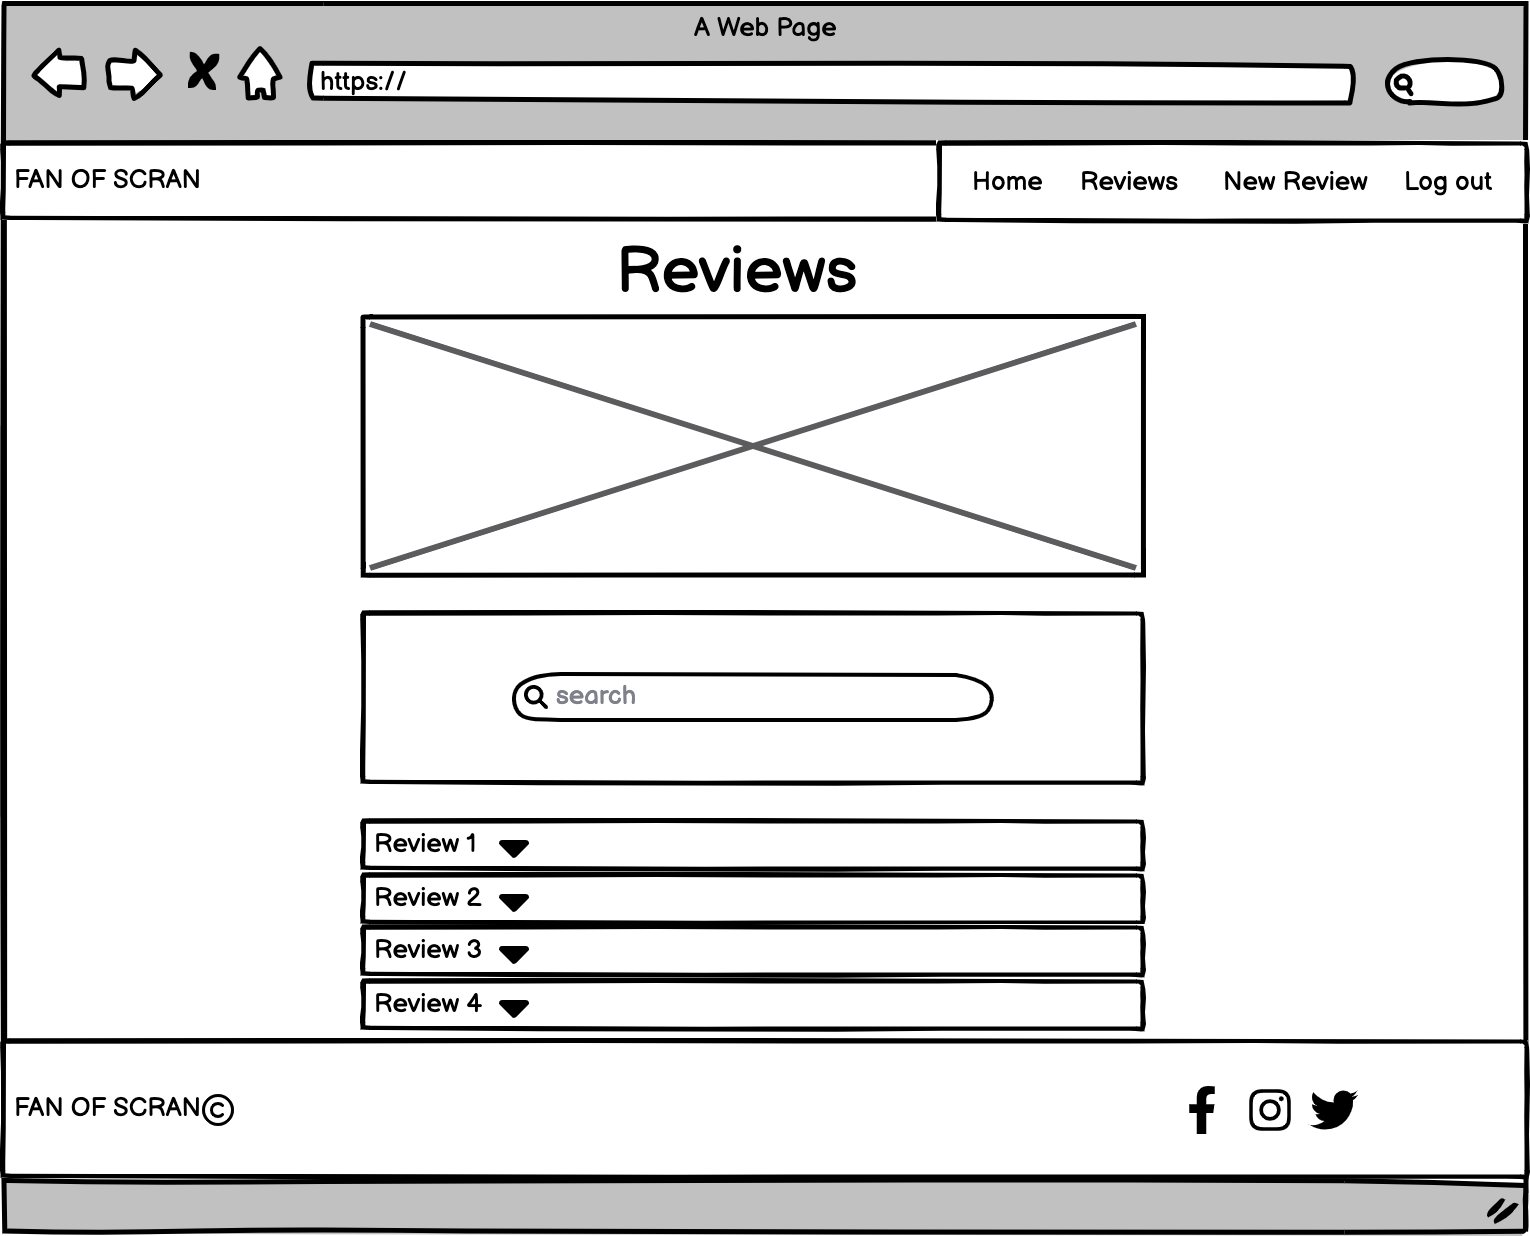 A Web Page
https://
FAN OF SCRAN
Home Reviews New Review Log out
Reviews
search
Review 1
Review 2
Review 3
Review 4
FAN OF SCRAN©